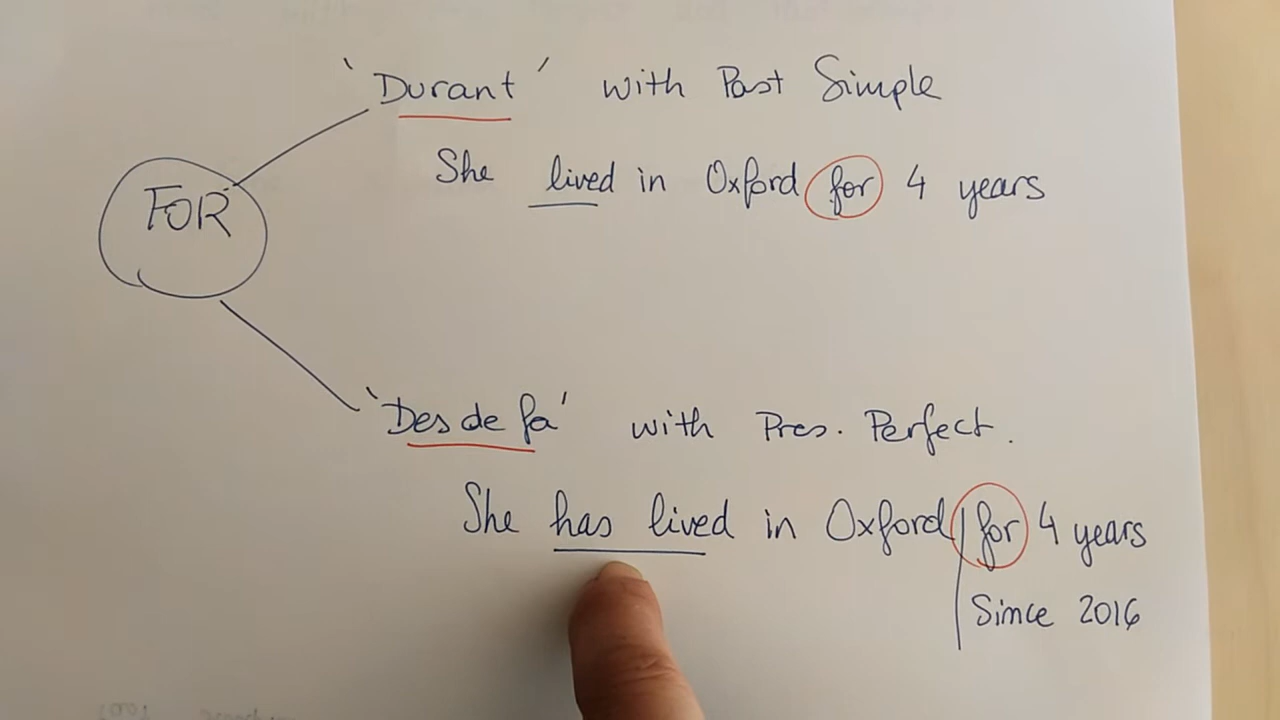 'Durant' with Past Simple
She lived in Oxford for 4 years
FOR
'Des de fa' with Pres. Perfect.
She has lived in Oxford for 4 years
Since 2016